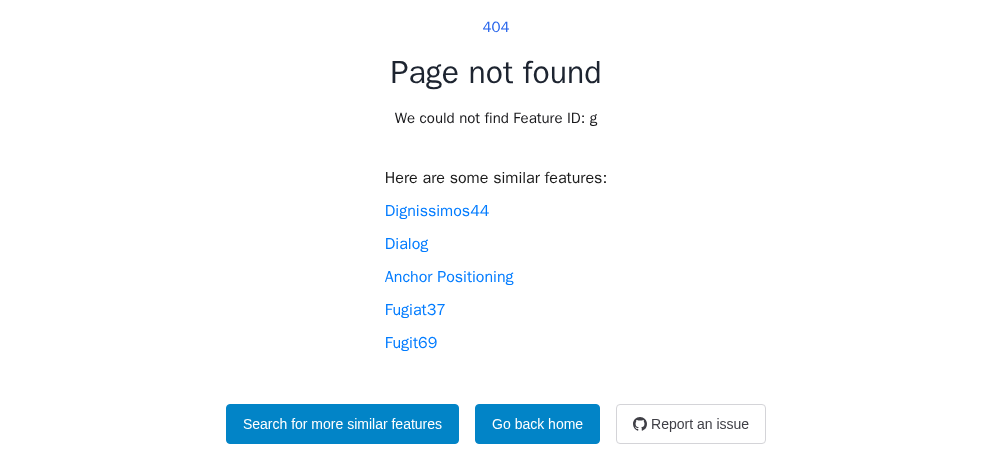 404
Page not found
We could not find Feature ID: g
Here are some similar features:
Dignissimos44
Dialog
Anchor Positioning
Fugiat37
Fugit69
Search for more similar features
Go back home
Report an issue